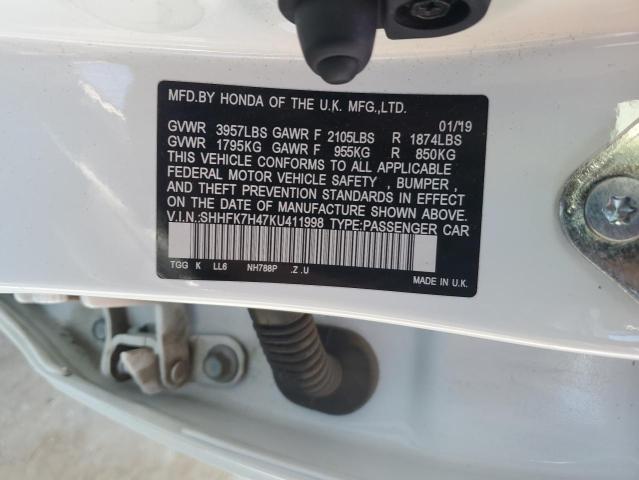 MFD.BY HONDA OF THE U.K. MFG.,LTD.
01/19
GVWR 3957LBS GAWR F 2105LBS R 1874LBS
GVWR 1795KG GAWR F 955KG R 850KG
THIS VEHICLE CONFORMS TO ALL APPLICABLE
FEDERAL MOTOR VEHICLE SAFETY , BUMPER ,
AND THEFT PREVENTION STANDARDS IN EFFECT
ON THE DATE OF MANUFACTURE SHOWN ABOVE.
V.I.N:SHHFK7H47KU411998 TYPE:PASSENGER CAR
TGG K LL6 NH788P .Z .U
MADE IN U.K.